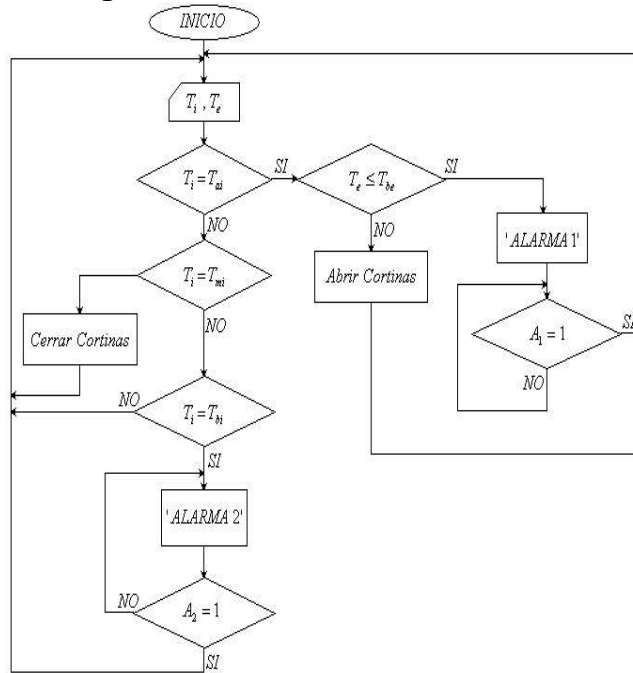 INICIO
T_i , T_e
T_i = T_ai
SI
NO
T_e ≤ T_be
SI
NO
'ALARMA 1'
Abrir Cortinas
T_i = T_mi
NO
Cerrar Cortinas
A_1 = 1
SI
NO
T_i = T_bi
NO
SI
'ALARMA 2'
A_2 = 1
NO
SI